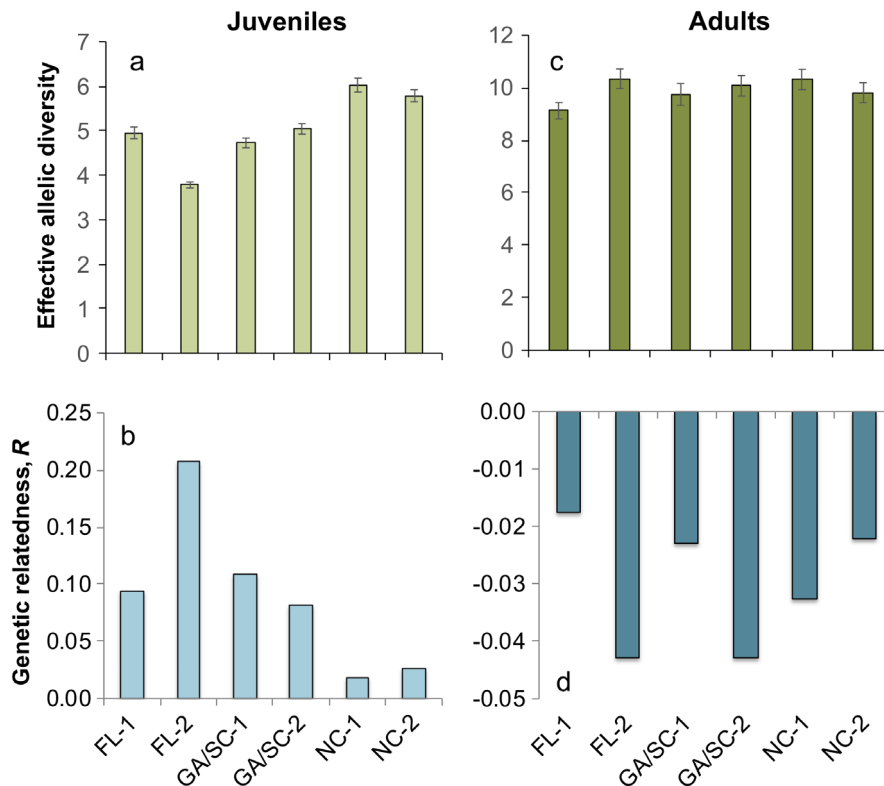 Juveniles
Adults
Effective allelic diversity
7
6
5
4
3
2
1
0
a
12
10
8
6
4
2
0
c
Genetic relatedness, R
0.25
0.20
0.15
0.10
0.05
0.00
b
FL-1
FL-2
GA/SC-1
GA/SC-2
NC-1
NC-2
0.00
-0.01
-0.02
-0.03
-0.04
-0.05
d
FL-1
FL-2
GA/SC-1
GA/SC-2
NC-1
NC-2